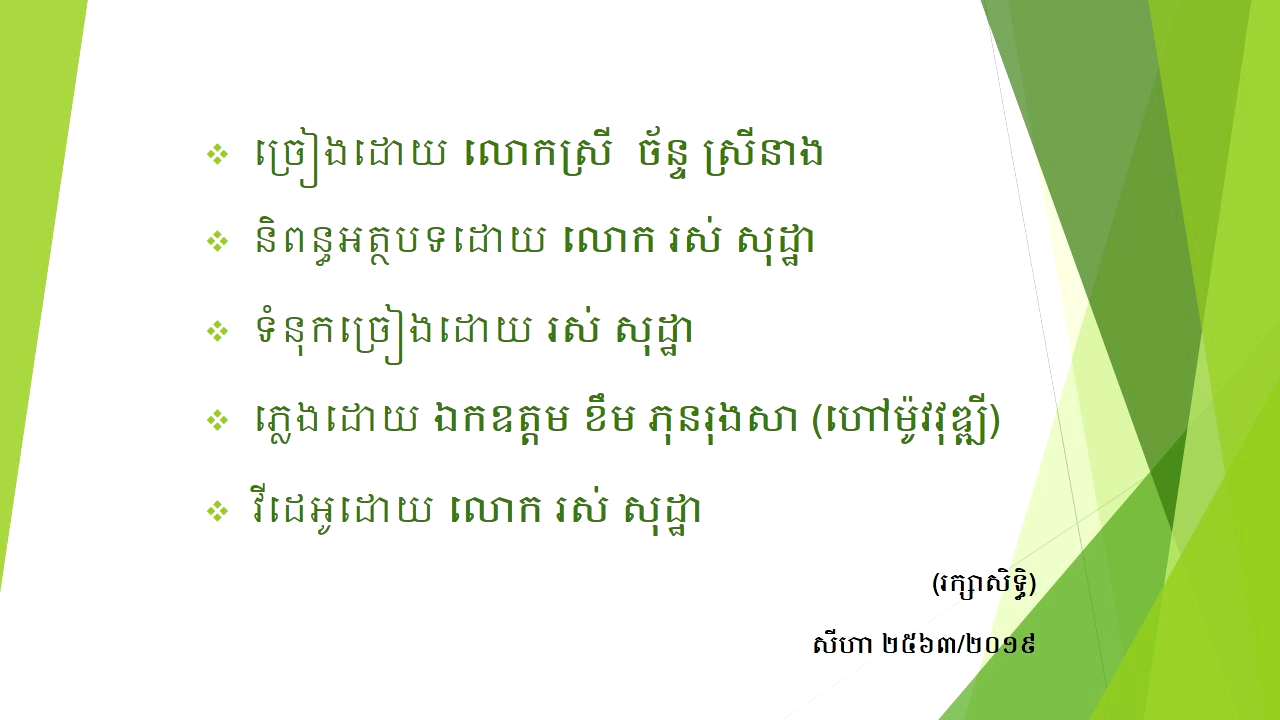 ច្រៀងដោយ លោកស្រី ច័ន្ទ ស្រីនាង
និពន្ធអត្ថបទដោយ លោក រស់ សុដ្ឋា
ទំនុកច្រៀងដោយ រស់ សុដ្ឋា
ភ្លេងដោយ ឯកឧត្តម ខឹម ភុនរុងសា (ហៅម៉ូវវុឌ្ឍី)
វីដេអូដោយ លោក រស់ សុដ្ឋា
(រក្សាសិទ្ធិ)
សីហា ២៥៦៣/២០១៩